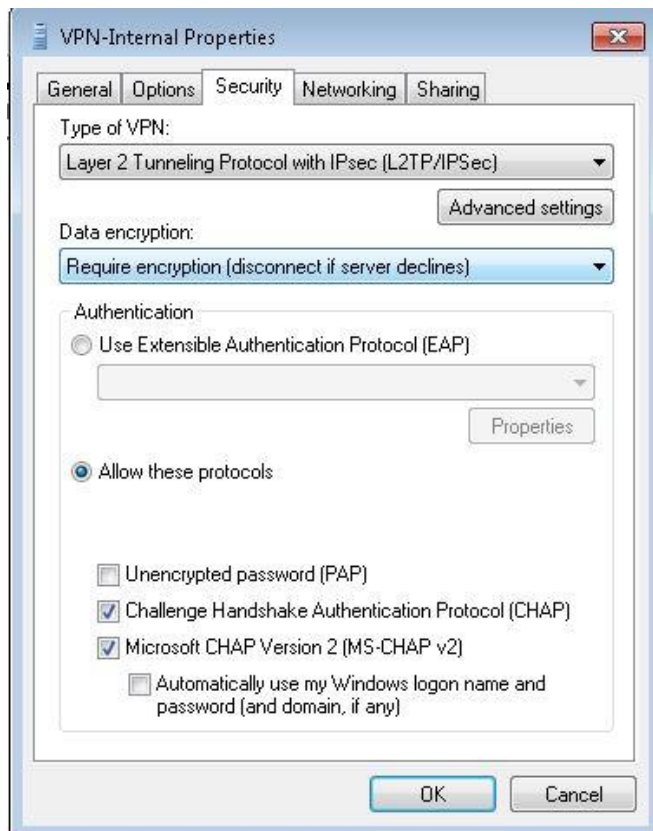 VPN-Internal Properties
General Options Security Networking Sharing
Type of VPN:
Layer 2 Tunneling Protocol with IPsec (L2TP/IPSec)
Advanced settings
Data encryption:
Require encryption (disconnect if server declines)
Authentication
Use Extensible Authentication Protocol (EAP)
Properties
Allow these protocols
Unencrypted password (PAP)
Challenge Handshake Authentication Protocol (CHAP)
Microsoft CHAP Version 2 (MS-CHAP v2)
Automatically use my Windows logon name and
password (and domain, if any)
OK Cancel